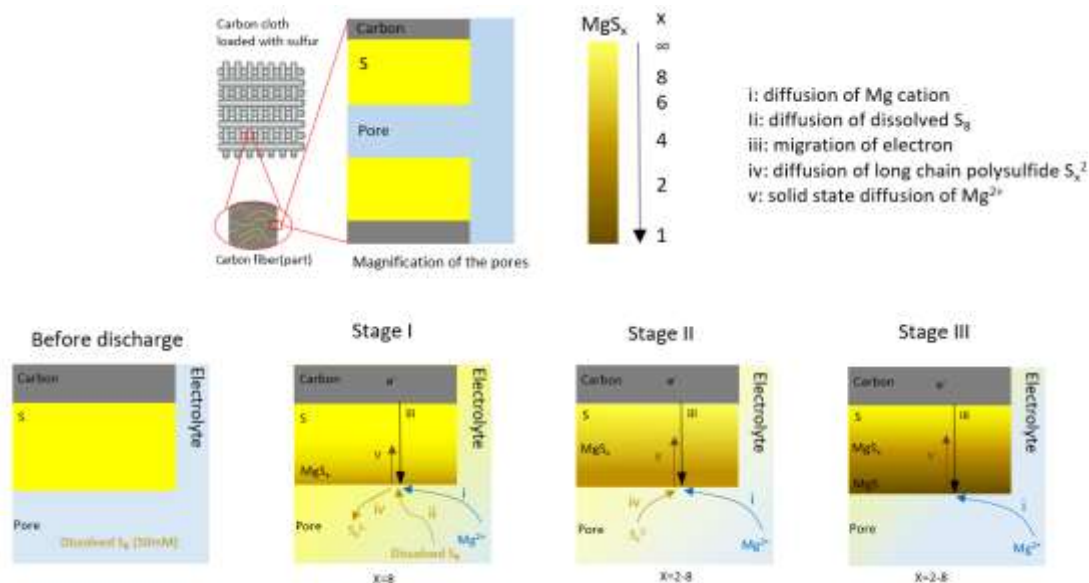 Carbon cloth
loaded with sulfur
Carbon
S
Pore
Carbon fiber(part)
Magnification of the pores
MgSₓ
x
∞
8
6
4
2
1
i: diffusion of Mg cation
Ii: diffusion of dissolved S₈
iii: migration of electron
iv: diffusion of long chain polysulfide Sₓ²
v: solid state diffusion of Mg²⁺
Before discharge
Carbon
S
Electrolyte
Pore
Dissolved S₈ (50mM)
Stage I
Carbon
e⁻
Electrolyte
S
iii
v
MgSₓ
i
iv
ii
Pore
Mg²⁺
Dissolved S₈
X=8
Stage II
Carbon
e⁻
Electrolyte
S
iii
MgSₓ
v
i
iv
Pore
Mg²⁺
X=2-8
Stage III
Carbon
e⁻
Electrolyte
S
iii
MgSₓ
v
MgS
i
Pore
Mg²⁺
X=2-8